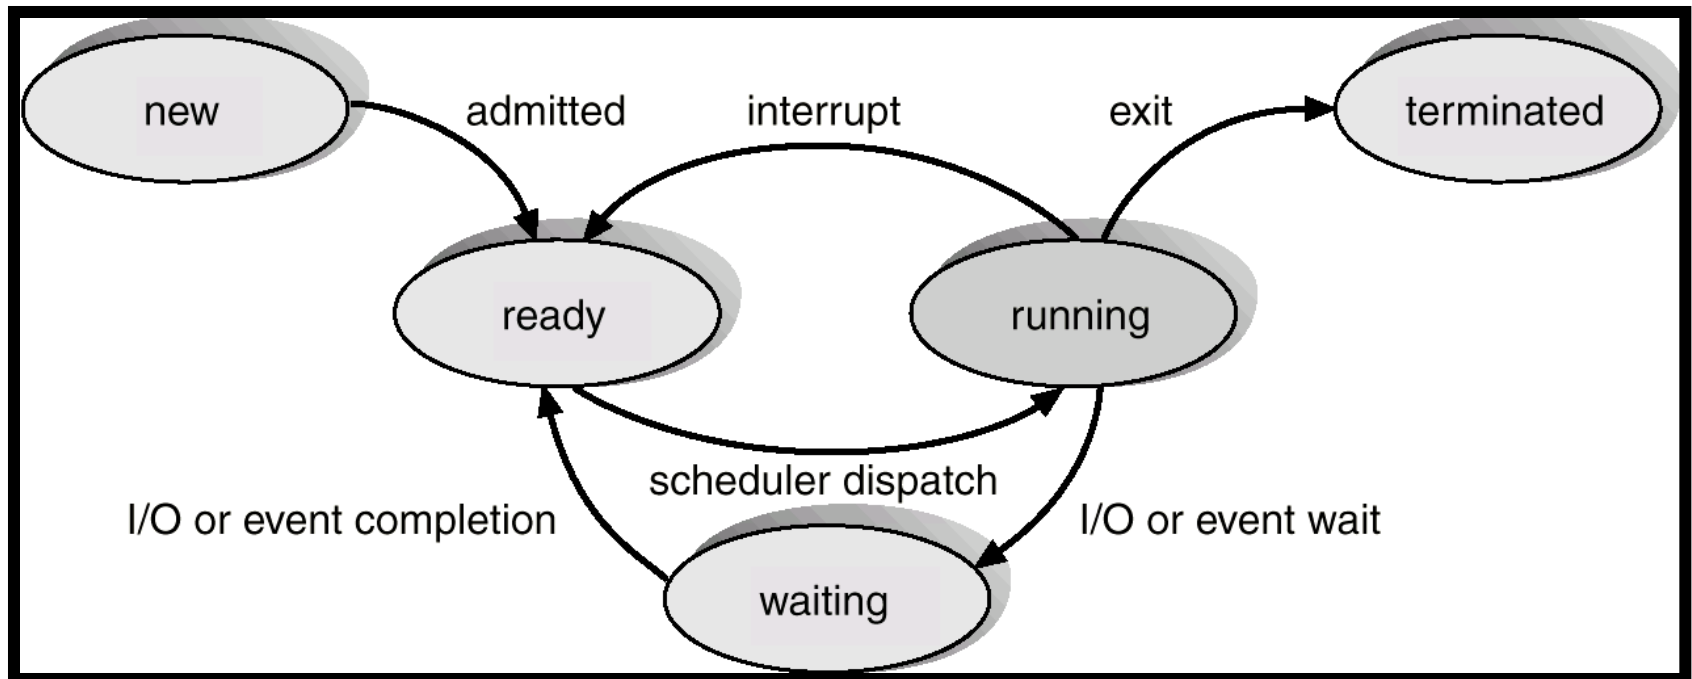 new
admitted
interrupt
exit
terminated
ready
running
scheduler dispatch
I/O or event completion
I/O or event wait
waiting